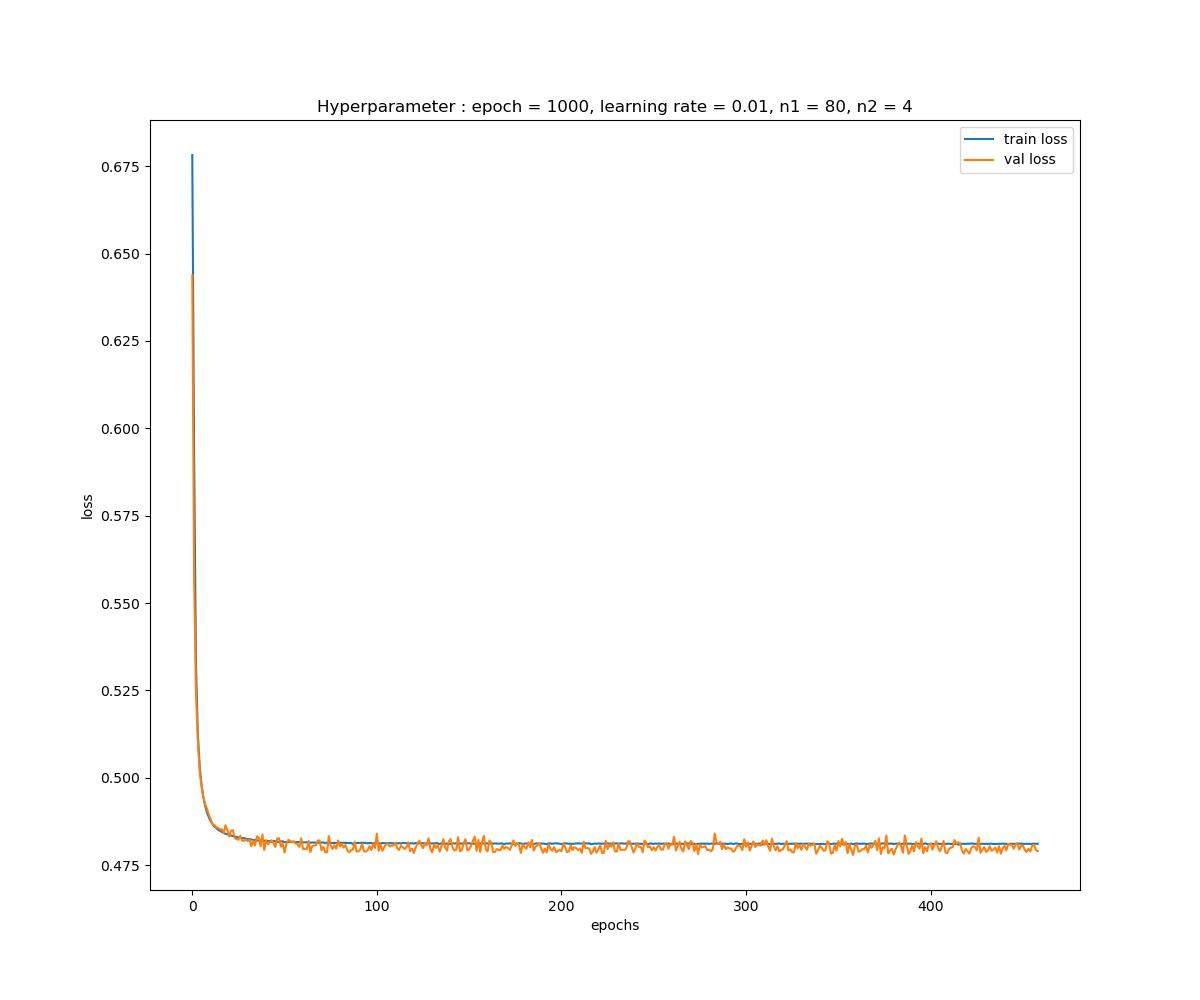 Hyperparameter : epoch = 1000, learning rate = 0.01, n1 = 80, n2 = 4
train loss
val loss
0.675
0.650
0.625
0.600
0.575
0.550
0.525
0.500
0.475
loss
0
100
200
300
400
epochs